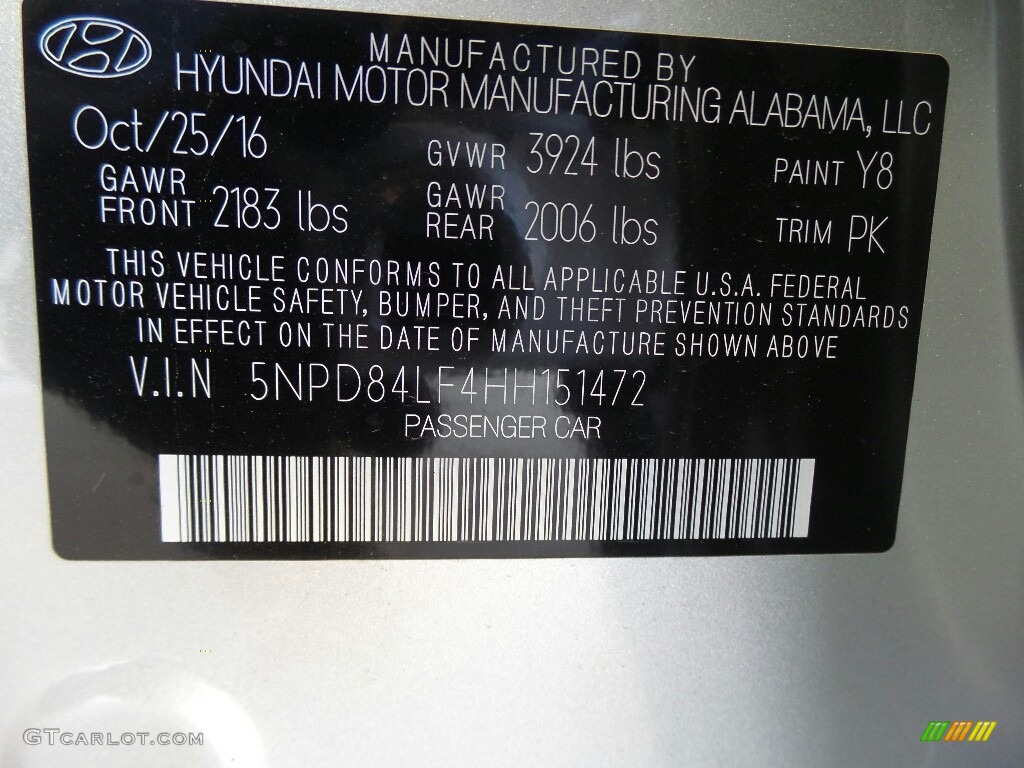 MANUFACTURED BY
HYUNDAI MOTOR MANUFACTURING ALABAMA, LLC
Oct/25/16 GVWR 3924 lbs PAINT Y8
GAWR FRONT 2183 lbs GAWR REAR 2006 lbs TRIM PK
THIS VEHICLE CONFORMS TO ALL APPLICABLE U.S.A. FEDERAL
MOTOR VEHICLE SAFETY, BUMPER, AND THEFT PREVENTION STANDARDS
IN EFFECT ON THE DATE OF MANUFACTURE SHOWN ABOVE
V.I.N 5NPD84LF4HH151472
PASSENGER CAR
GTCARLOT.COM